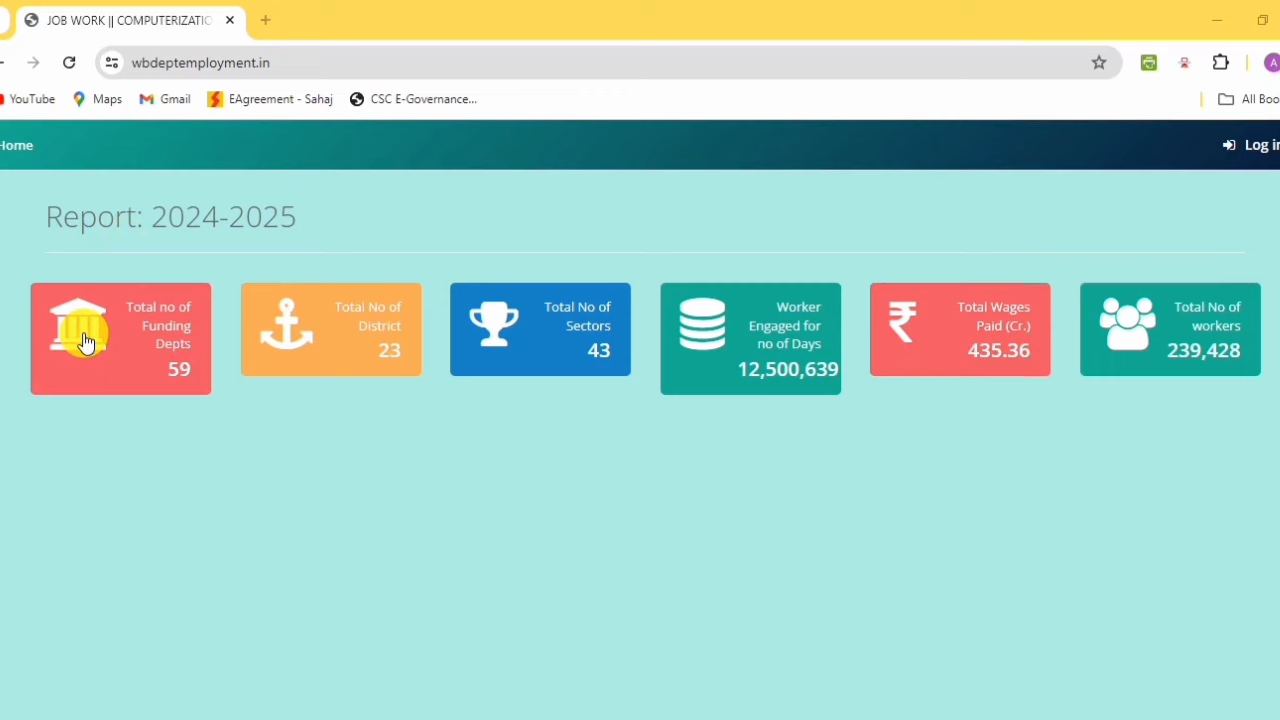 JOB WORK || COMPUTERIZATIO
wbdeptemployment.in
YouTube Maps Gmail EAgreement - Sahaj CSC E-Governance... All Boo
Home Log in
Report: 2024-2025
Total no of
Funding
Depts
59
Total No of
District
23
Total No of
Sectors
43
Worker
Engaged for
no of Days
12,500,639
Total Wages
Paid (Cr.)
435.36
Total No of
workers
239,428